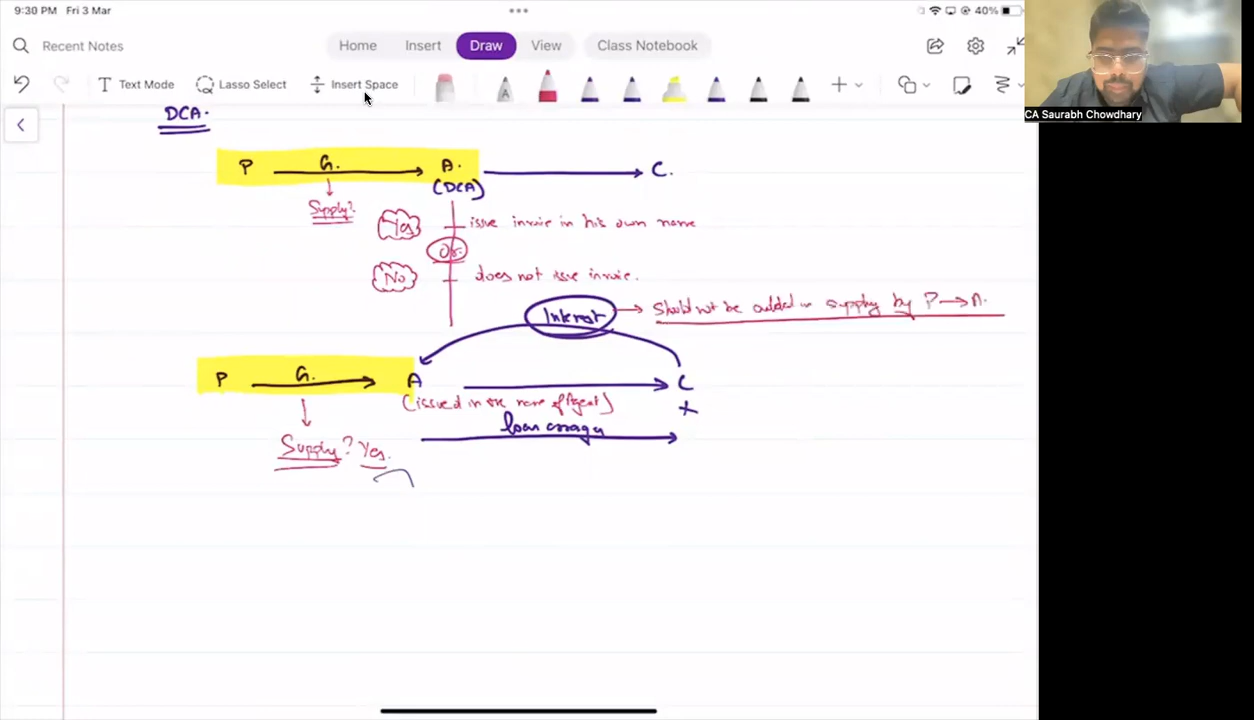 9:30 PM Fri 3 Mar
40%
Recent Notes
Home Insert Draw View Class Notebook
Text Mode Lasso Select Insert Space
CA Saurabh Chowdhary
DCA.
P G. A. C.
(DCA)
Supply?
Yes issue invoice in his own name
Or
No does not issue invoice.
Interest Should not be added in supply by P → A.
P G. A C
(issued in the name of Agent)
+
loan
Supply? Yes.